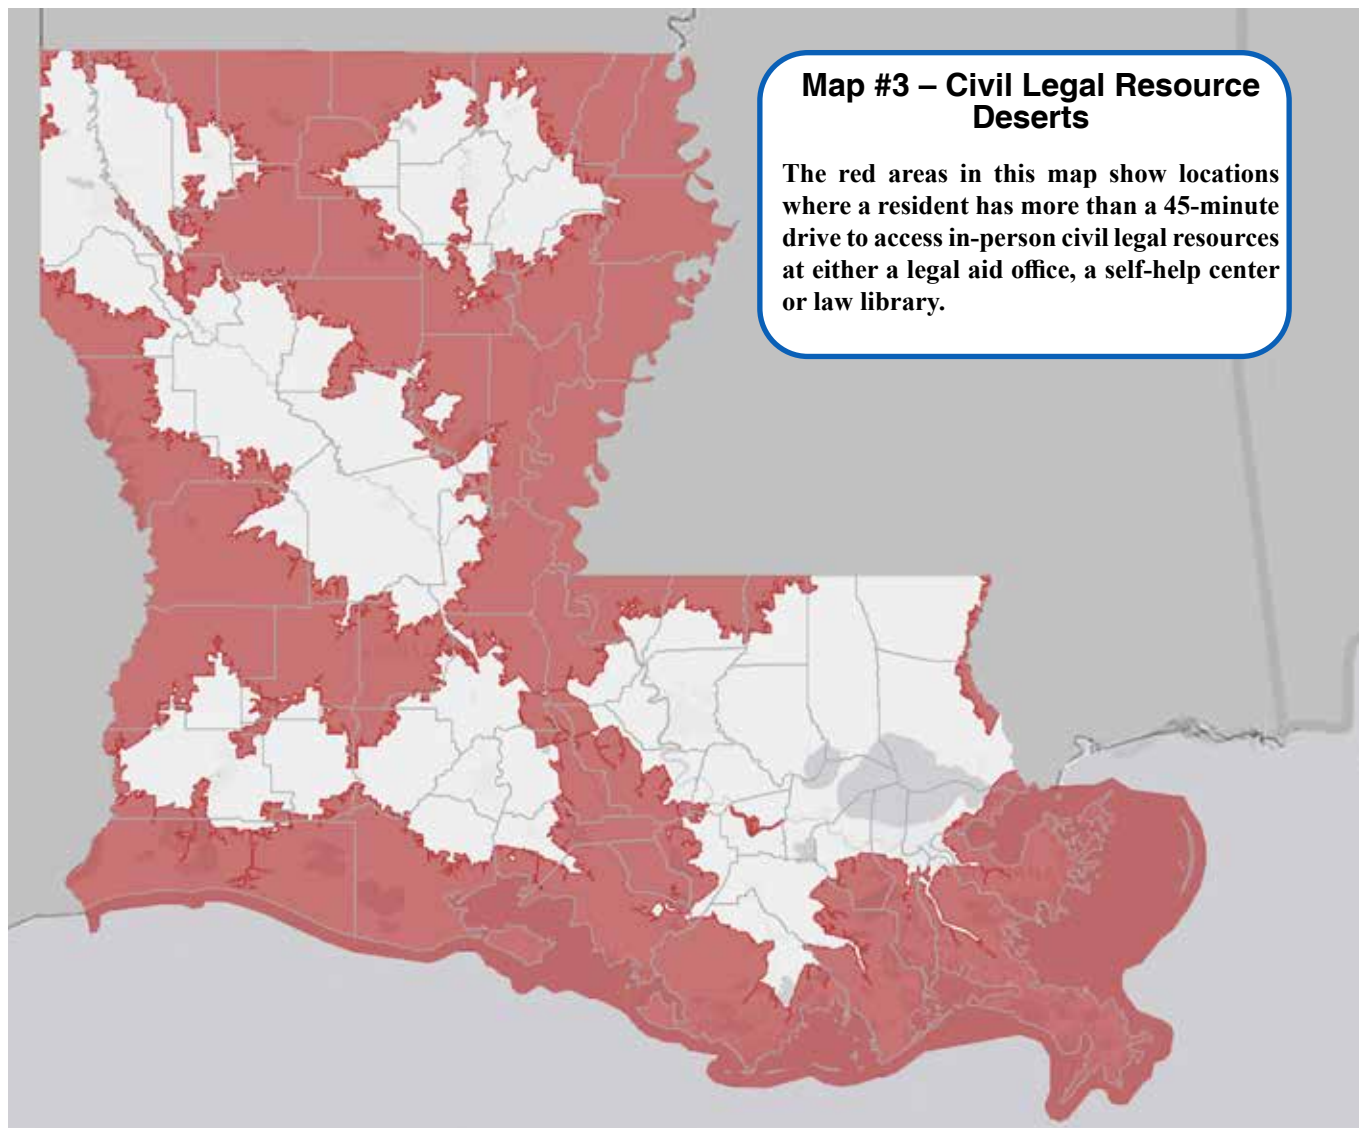 Map #3 – Civil Legal Resource
Deserts
The red areas in this map show locations
where a resident has more than a 45-minute
drive to access in-person civil legal resources
at either a legal aid office, a self-help center
or law library.